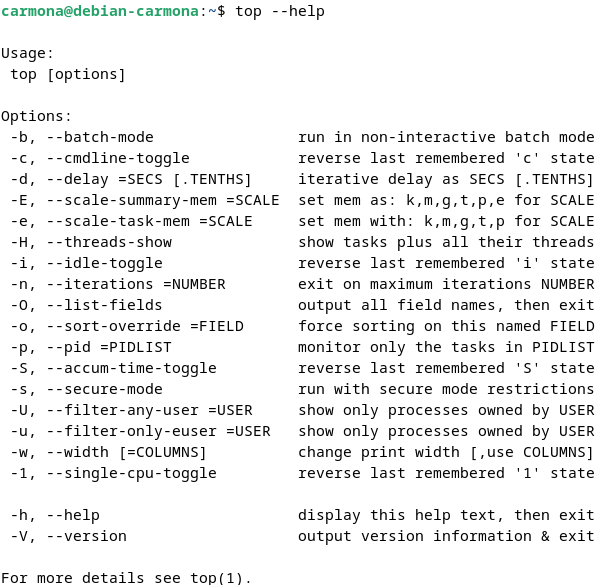 carmona@debian-carmona:~$ top --help

Usage:
 top [options]

Options:
 -b, --batch-mode                run in non-interactive batch mode
 -c, --cmdline-toggle            reverse last remembered 'c' state
 -d, --delay =SECS [.TENTHS]     iterative delay as SECS [.TENTHS]
 -E, --scale-summary-mem =SCALE  set mem as: k,m,g,t,p,e for SCALE
 -e, --scale-task-mem =SCALE     set mem with: k,m,g,t,p for SCALE
 -H, --threads-show              show tasks plus all their threads
 -i, --idle-toggle               reverse last remembered 'i' state
 -n, --iterations =NUMBER        exit on maximum iterations NUMBER
 -O, --list-fields               output all field names, then exit
 -o, --sort-override =FIELD      force sorting on this named FIELD
 -p, --pid =PIDLIST              monitor only the tasks in PIDLIST
 -S, --accum-time-toggle         reverse last remembered 'S' state
 -s, --secure-mode               run with secure mode restrictions
 -U, --filter-any-user =USER     show only processes owned by USER
 -u, --filter-only-euser =USER   show only processes owned by USER
 -w, --width [=COLUMNS]          change print width [,use COLUMNS]
 -1, --single-cpu-toggle         reverse last remembered '1' state

 -h, --help                      display this help text, then exit
 -V, --version                   output version information & exit

For more details see top(1).